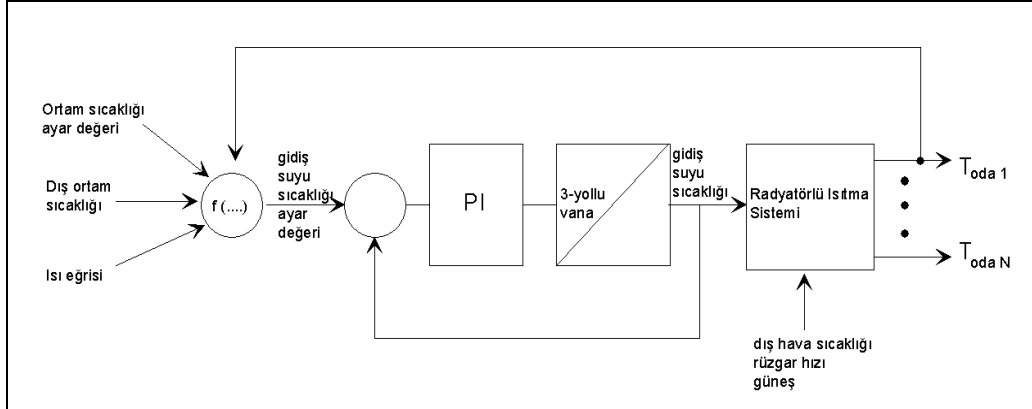 Ortam sıcaklığı
ayar değeri
Dış ortam
sıcaklığı
Isı eğrisi
f (....)
gidiş
suyu
sıcaklığı
ayar
değeri
PI
3-yollu
vana
gidiş
suyu
sıcaklığı
Radyatörlü Isıtma
Sistemi
T oda 1
T oda N
dış hava sıcaklığı
rüzgar hızı
güneş